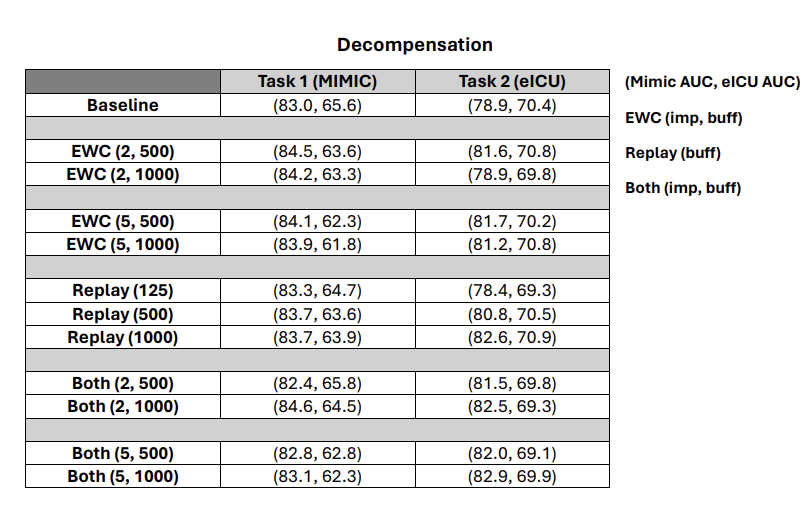 Decompensation
Task 1 (MIMIC) Task 2 (eICU)
Baseline (83.0, 65.6) (78.9, 70.4)
EWC (2, 500) (84.5, 63.6) (81.6, 70.8)
EWC (2, 1000) (84.2, 63.3) (78.9, 69.8)
EWC (5, 500) (84.1, 62.3) (81.7, 70.2)
EWC (5, 1000) (83.9, 61.8) (81.2, 70.8)
Replay (125) (83.3, 64.7) (78.4, 69.3)
Replay (500) (83.7, 63.6) (80.8, 70.5)
Replay (1000) (83.7, 63.9) (82.6, 70.9)
Both (2, 500) (82.4, 65.8) (81.5, 69.8)
Both (2, 1000) (84.6, 64.5) (82.5, 69.3)
Both (5, 500) (82.8, 62.8) (82.0, 69.1)
Both (5, 1000) (83.1, 62.3) (82.9, 69.9)
(Mimic AUC, eICU AUC)
EWC (imp, buff)
Replay (buff)
Both (imp, buff)